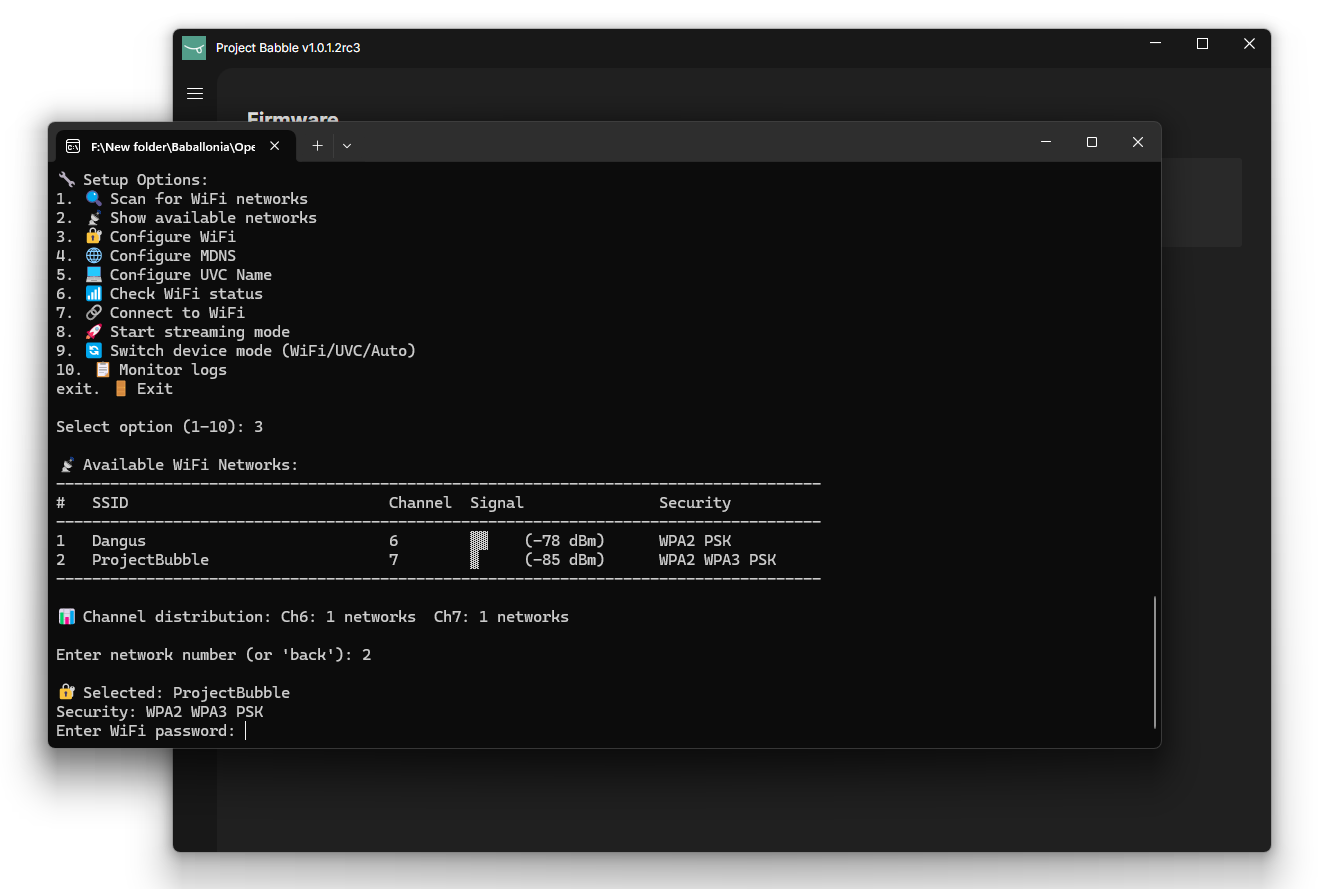 Project Babble v1.0.1.2rc3
Firmware
F:\New folder\Baballonia\Ope
Setup Options:
1. Scan for WiFi networks
2. Show available networks
3. Configure WiFi
4. Configure MDNS
5. Configure UVC Name
6. Check WiFi status
7. Connect to WiFi
8. Start streaming mode
9. Switch device mode (WiFi/UVC/Auto)
10. Monitor logs
exit. Exit
Select option (1-10): 3
Available WiFi Networks:
# SSID Channel Signal Security
1 Dangus 6 (-78 dBm) WPA2 PSK
2 ProjectBubble 7 (-85 dBm) WPA2 WPA3 PSK
Channel distribution: Ch6: 1 networks Ch7: 1 networks
Enter network number (or 'back'): 2
Selected: ProjectBubble
Security: WPA2 WPA3 PSK
Enter WiFi password: